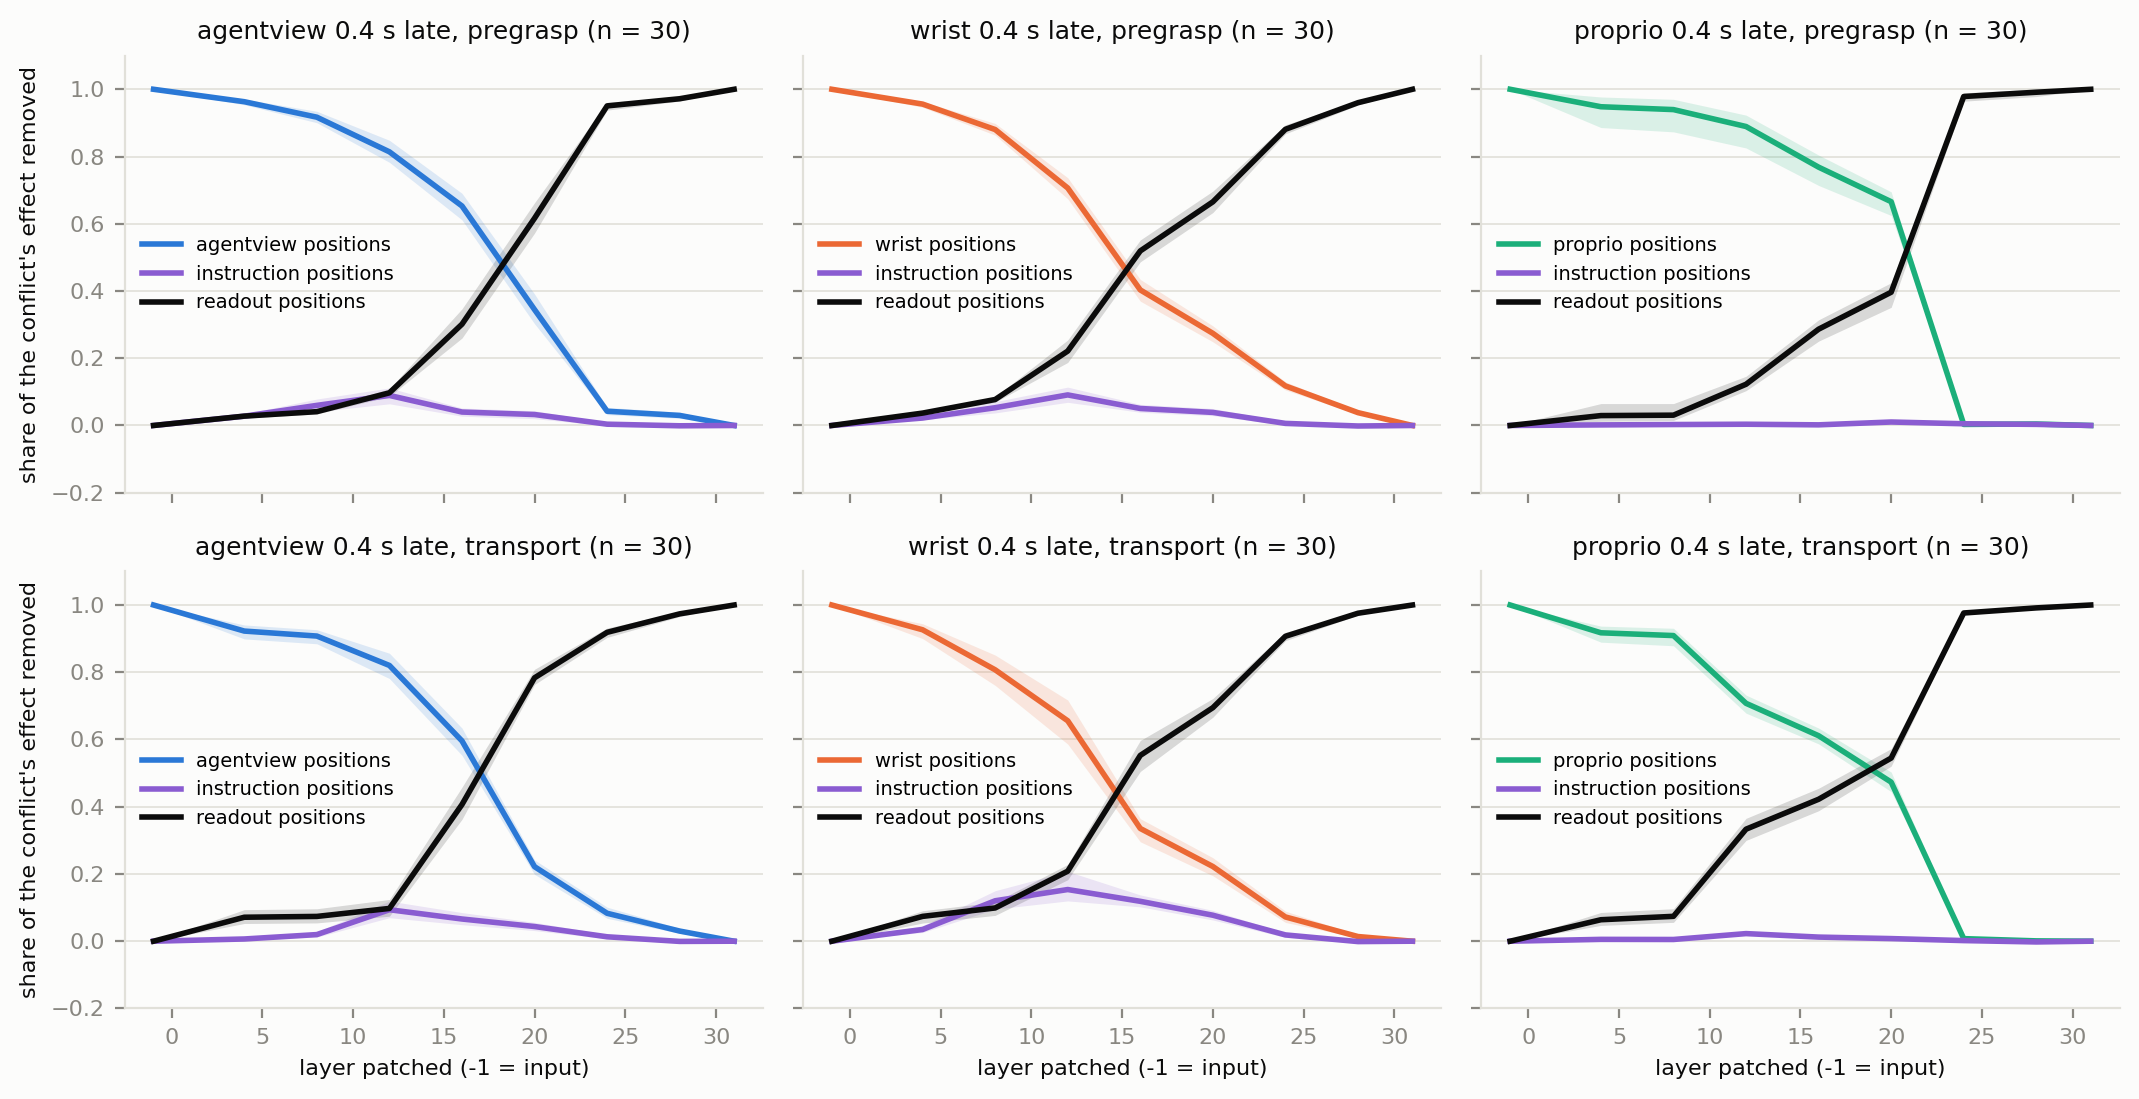 agentview 0.4 s late, pregrasp (n = 30)
wrist 0.4 s late, pregrasp (n = 30)
proprio 0.4 s late, pregrasp (n = 30)
share of the conflict's effect removed
1.0
0.8
0.6
0.4
0.2
0.0
−0.2
agentview positions
instruction positions
readout positions
wrist positions
instruction positions
readout positions
proprio positions
instruction positions
readout positions
agentview 0.4 s late, transport (n = 30)
wrist 0.4 s late, transport (n = 30)
proprio 0.4 s late, transport (n = 30)
share of the conflict's effect removed
1.0
0.8
0.6
0.4
0.2
0.0
−0.2
agentview positions
instruction positions
readout positions
wrist positions
instruction positions
readout positions
proprio positions
instruction positions
readout positions
0 5 10 15 20 25 30
0 5 10 15 20 25 30
0 5 10 15 20 25 30
layer patched (-1 = input)
layer patched (-1 = input)
layer patched (-1 = input)